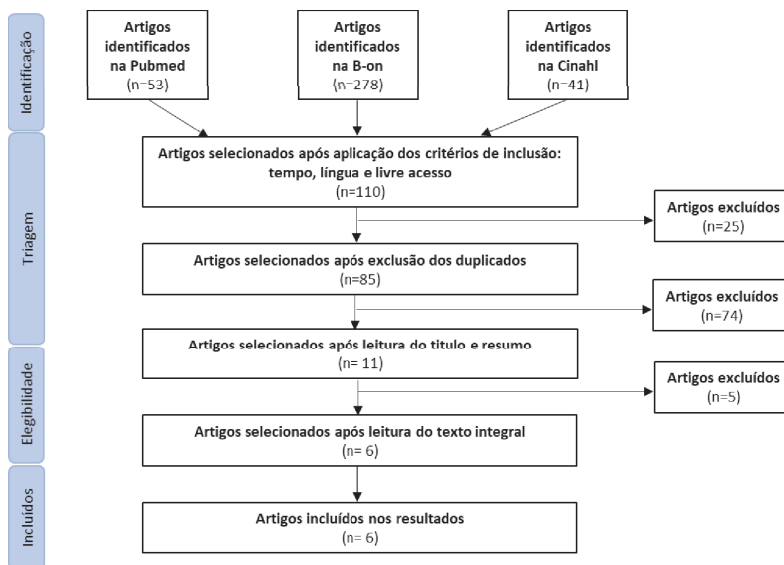 Identificação
Artigos
identificados
na Pubmed
(n=53)
Artigos
identificados
na B-on
(n=278)
Artigos
identificados
na Cinahl
(n=41)
Triagem
Artigos selecionados após aplicação dos critérios de inclusão:
tempo, língua e livre acesso
(n=110)
Artigos excluídos
(n=25)
Artigos selecionados após exclusão dos duplicados
(n=85)
Artigos excluídos
(n=74)
Artigos selecionados após leitura do titulo e resumo
(n= 11)
Elegibilidade
Artigos excluídos
(n=5)
Artigos selecionados após leitura do texto integral
(n= 6)
Incluídos
Artigos incluídos nos resultados
(n= 6)